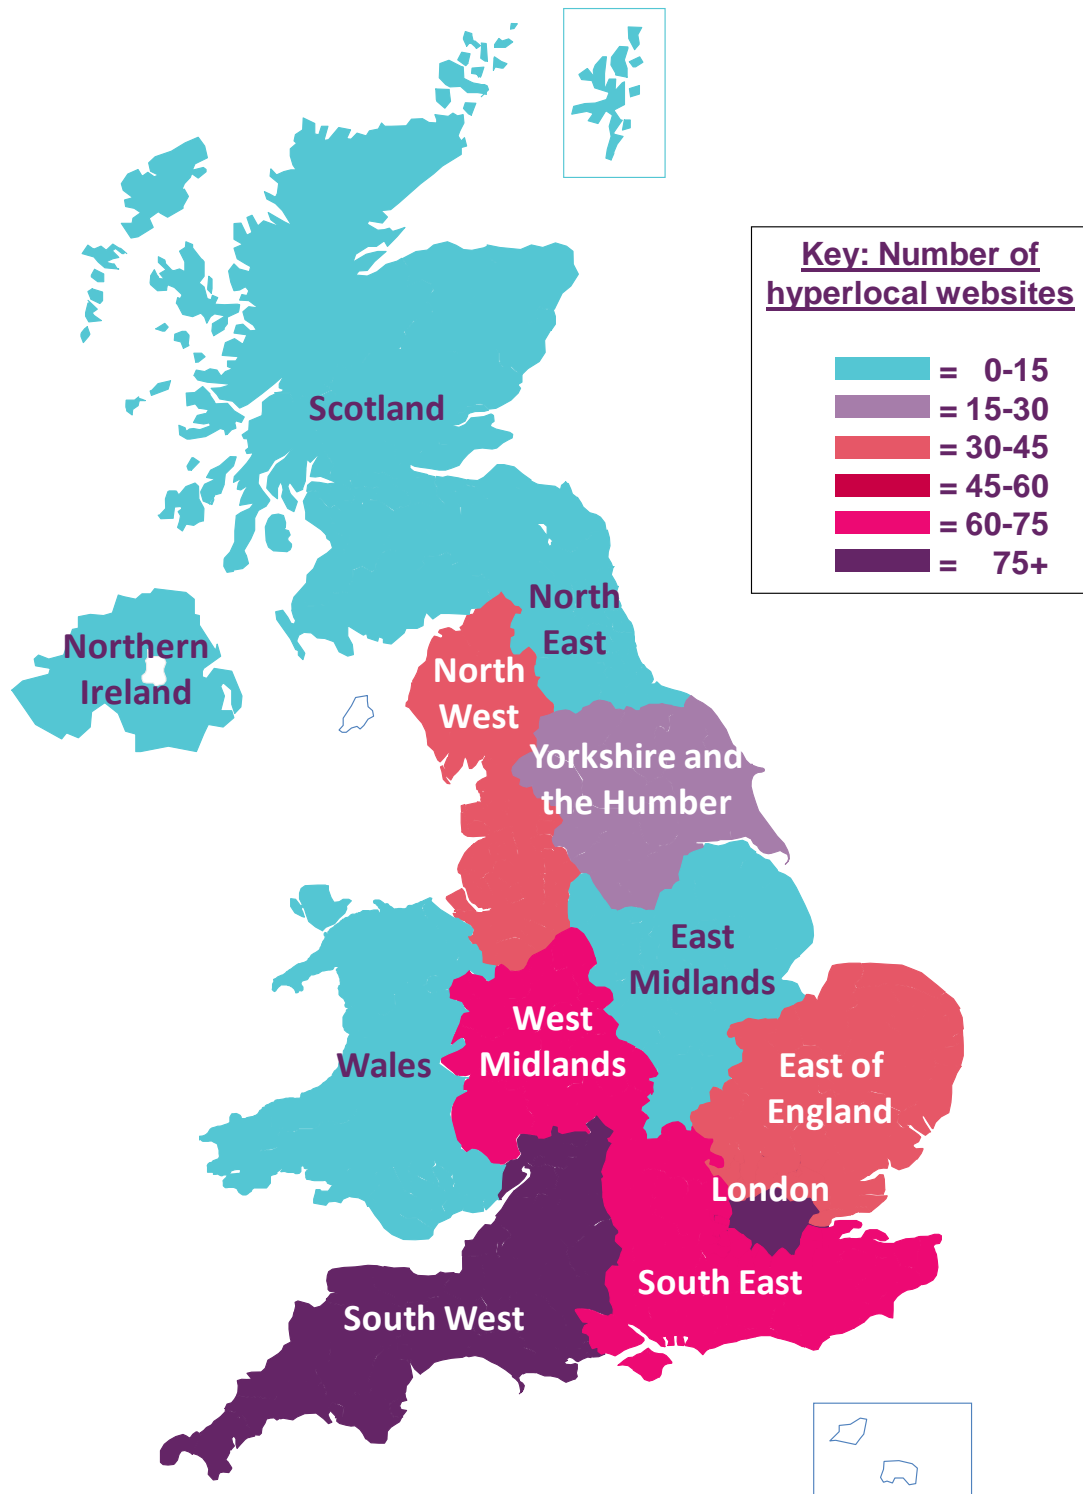 Key: Number of
hyperlocal websites
= 0-15
= 15-30
= 30-45
= 45-60
= 60-75
= 75+
Scotland
North
East
Northern
Ireland
North
West
Yorkshire and
the Humber
East
Midlands
West
Midlands
Wales
East of
England
London
South East
South West